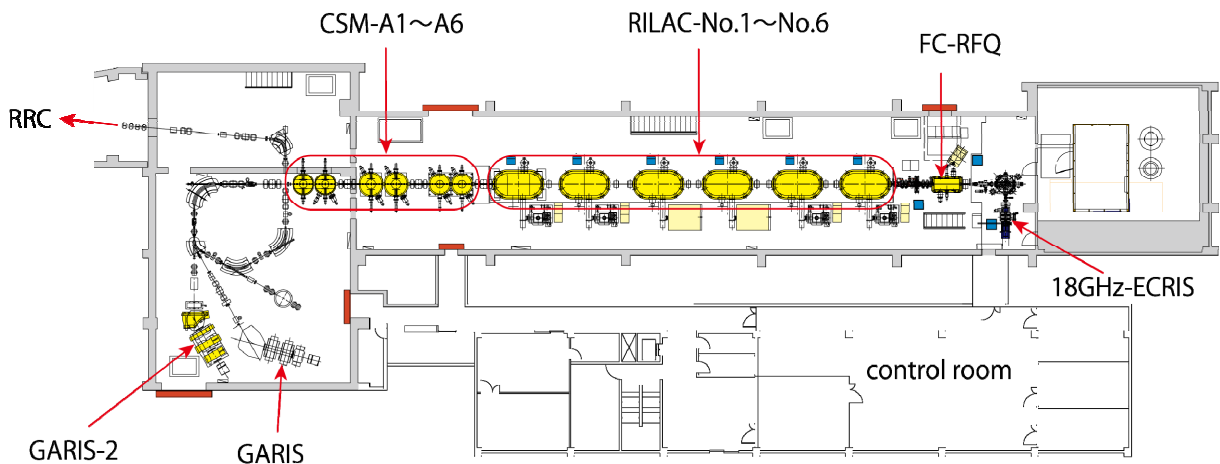 CSM-A1～A6
RILAC-No.1～No.6
FC-RFQ
RRC
18GHz-ECRIS
control room
GARIS-2
GARIS